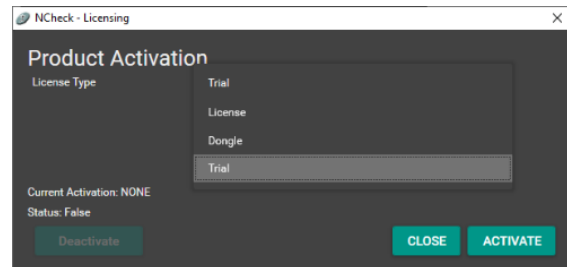 NCheck - Licensing
Product Activation
License Type
Trial
License
Dongle
Trial
Current Activation: NONE
Status: False
Deactivate
CLOSE
ACTIVATE